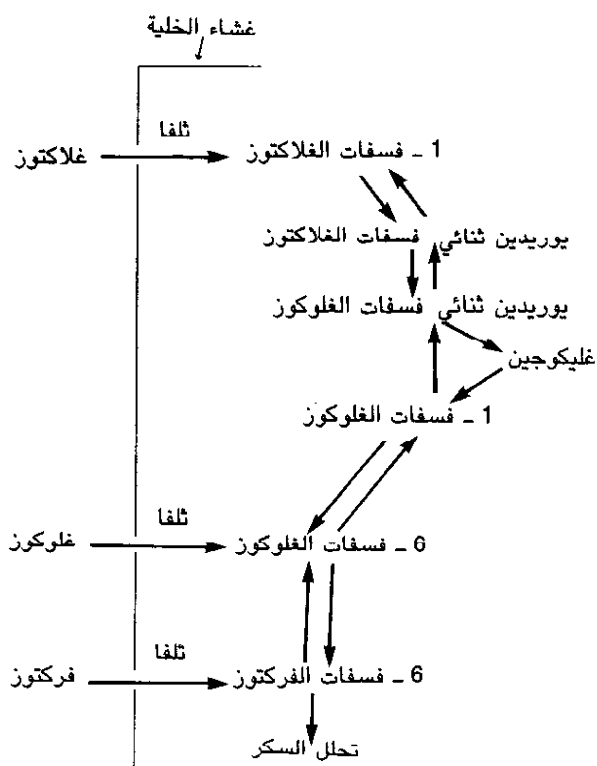 غشاء الخلية
ثلفا
غلاكتوز
1 ـ فسفات الغلاكتوز
يوريدين ثنائي فسفات الغلاكتوز
يوريدين ثنائي فسفات الغلوكوز
غليكوجين
1 ـ فسفات الغلوكوز
ثلفا
غلوكوز
6 ـ فسفات الغلوكوز
ثلفا
فركتوز
6 ـ فسفات الفركتوز
تحلل السكر